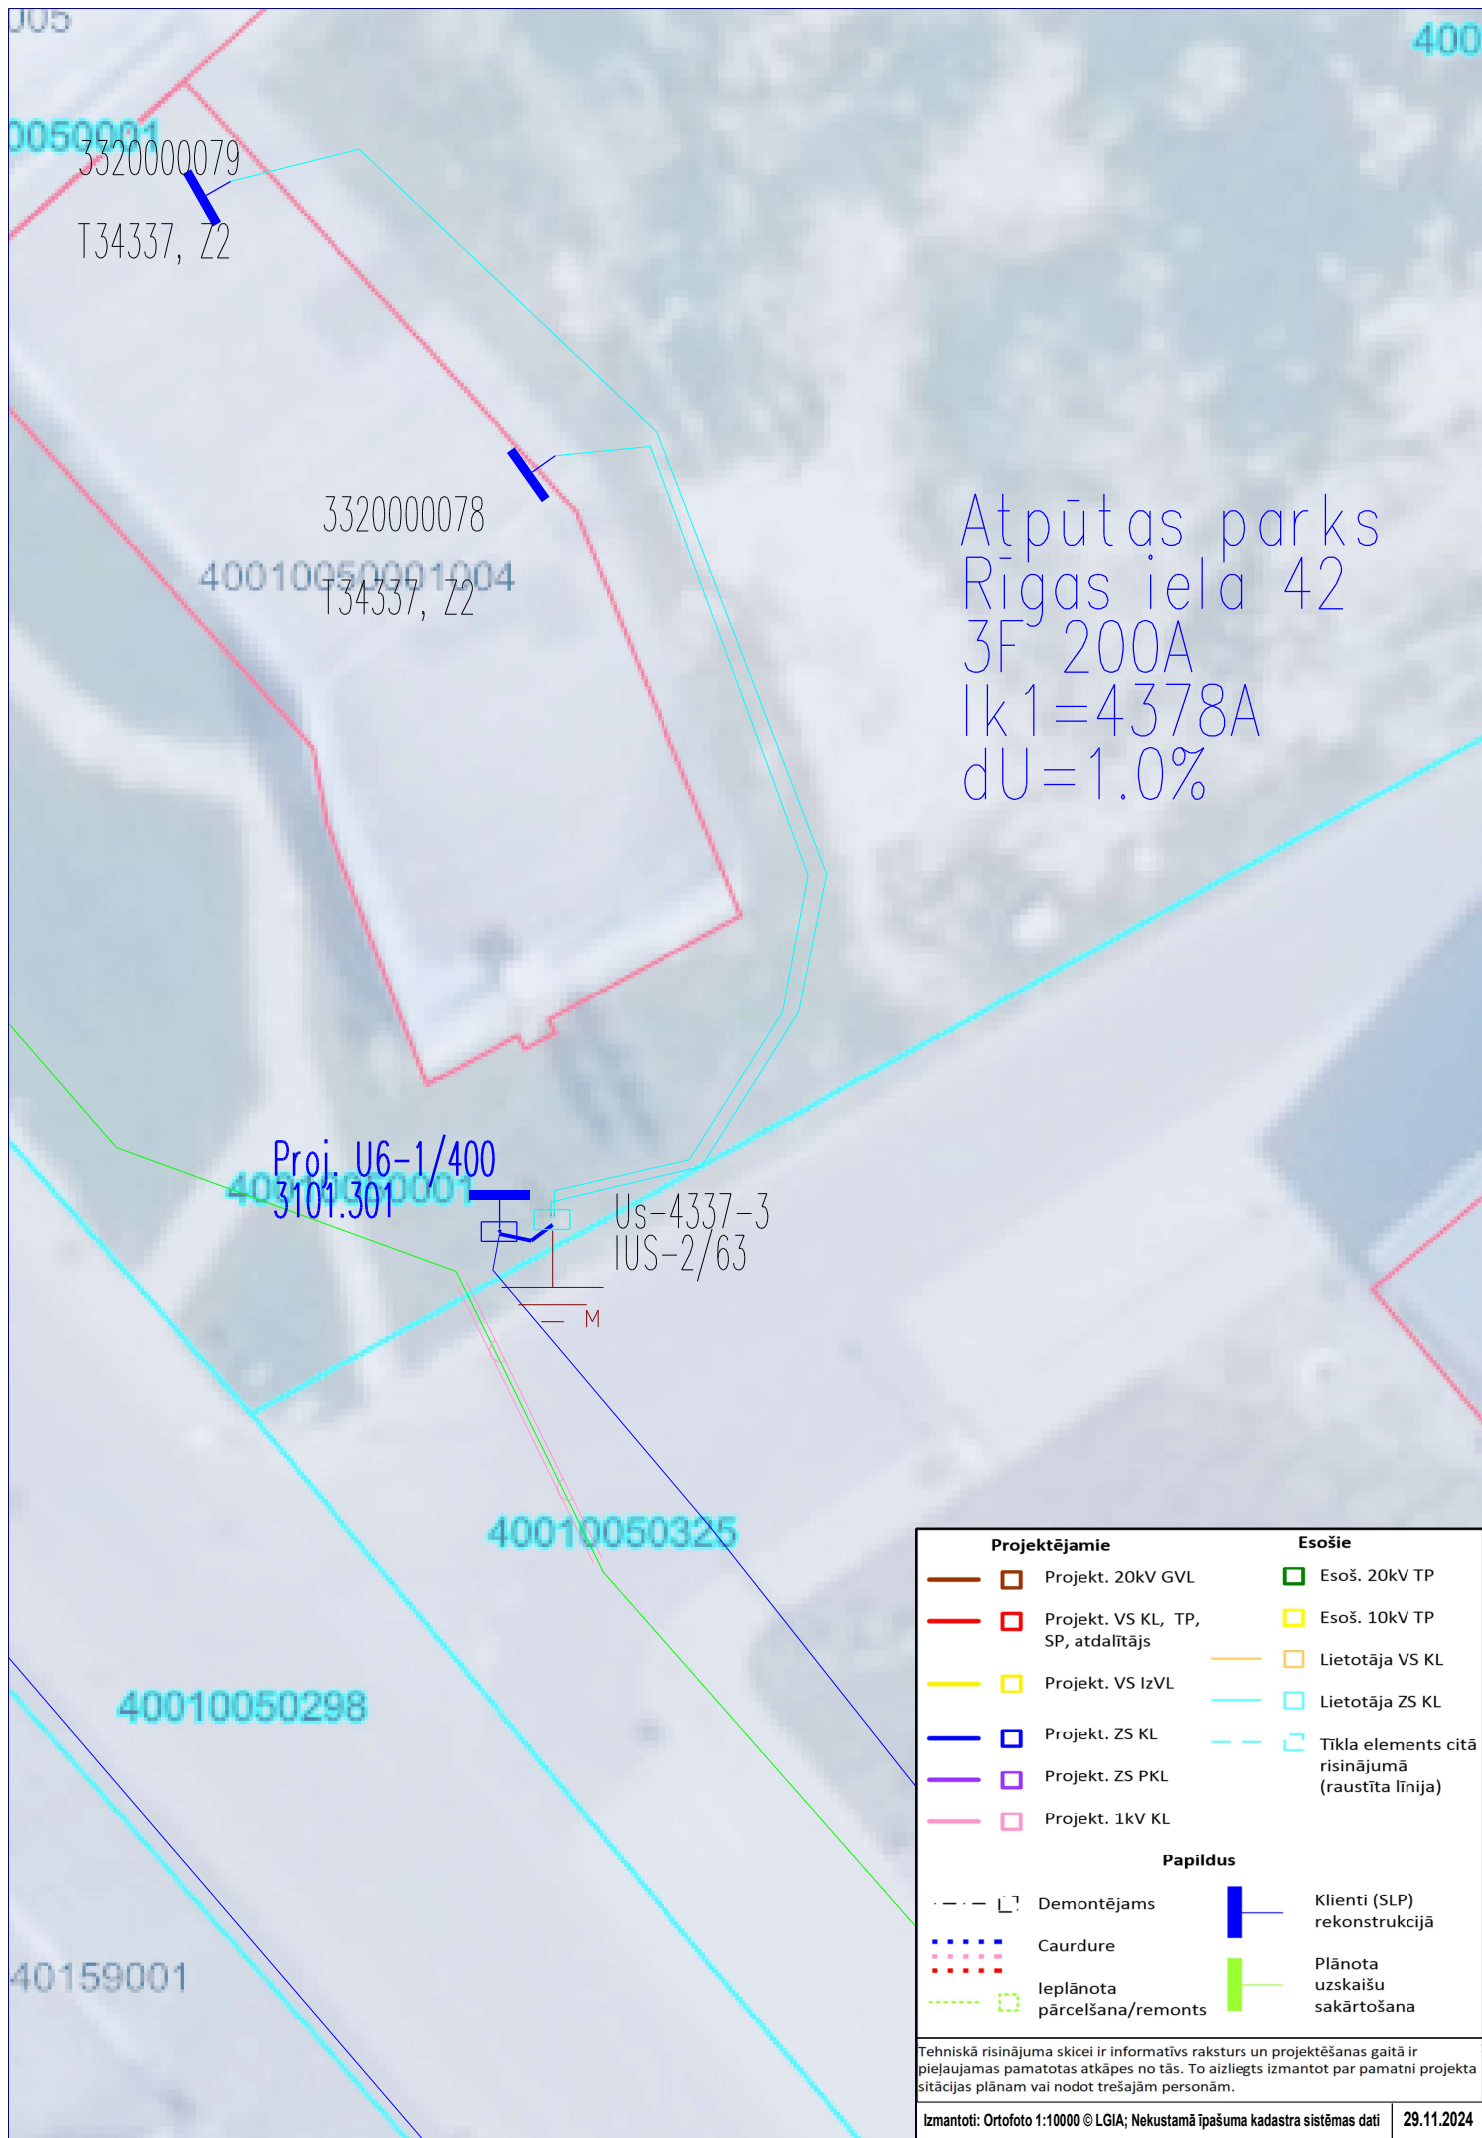 005
400
0050001
3320000079
T34337, Z2
3320000078
40010050001004
T34337, Z2
Atpūtas parks
Rīgas iela 42
3F 200A
Ik1=4378A
dU=1.0%
Proj. U6-1/400
40010050001
3101.301
Us-4337-3
IUS-2/63
M
40010050325
40010050298
40159001
Projektējamie
Projekt. 20kV GVL
Projekt. VS KL, TP,
SP, atdalītājs
Projekt. VS IzVL
Projekt. ZS KL
Projekt. ZS PKL
Projekt. 1kV KL
Esošie
Esoš. 20kV TP
Esoš. 10kV TP
Lietotāja VS KL
Lietotāja ZS KL
Tīkla elements citā
risinājumā
(raustīta līnija)
Papildus
Demontējams
Caurdure
Ieplānota
pārcelšana/remonts
Klienti (SLP)
rekonstrukcijā
Plānota
uzskaišu
sakārtošana
Tehniskā risinājuma skicei ir informatīvs raksturs un projektēšanas gaitā ir
pieļaujamas pamatotas atkāpes no tās. To aizliegts izmantot par pamatni projekta
sitācijas plānam vai nodot trešajām personām.
Izmantoti: Ortofoto 1:10000 © LGIA; Nekustamā īpašuma kadastra sistēmas dati
29.11.2024